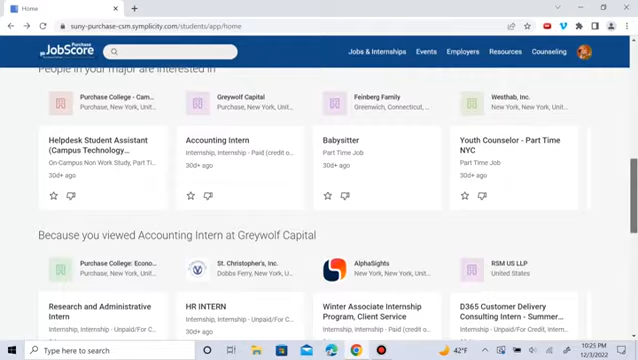 Home
suny-purchase-csm.symplicity.com/students/app/home
Purchase
JobScore
Jobs & Internships Events Employers Resources Counseling
People in your major are interested in
Purchase College - Cam...
Purchase, New York, Unit...
Greywolf Capital
Purchase, New York, Unit...
Feinberg Family
Greenwich, Connecticut, ...
Westhab, Inc.
New York, New York, Unit...
Helpdesk Student Assistant
(Campus Technology...
On Campus Non Work Study, Part Ti...
30d+ ago
Accounting Intern
Internship, Internship - Paid (credit o...
30d+ ago
Babysitter
Part Time Job
30d+ ago
Youth Counselor - Part Time
NYC
Part Time Job
30d+ ago
Because you viewed Accounting Intern at Greywolf Capital
Purchase College: Econo...
Purchase, New York, Unit...
St. Christopher's, Inc.
Dobbs Ferry, New York, ...
AlphaSights
New York, New York, Unit...
RSM US LLP
United States
Research and Administrative
Intern
Internship, Internship - Unpaid/For C...
HR INTERN
Internship, Internship - Unpaid/For C...
Winter Associate Internship
Program, Client Service
Internship, Internship - Paid (credit o...
D365 Customer Delivery
Consulting Intern - Summer...
Internship, Internship - Unpaid/For C...
Type here to search
42°F
10:25 PM
12/3/2022